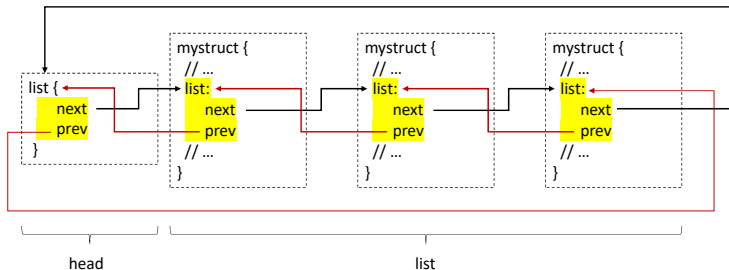 list {
next
prev
}
mystruct {
// ...
list:
next
prev
// ...
}
mystruct {
// ...
list:
next
prev
// ...
}
mystruct {
// ...
list:
next
prev
// ...
}
head
list